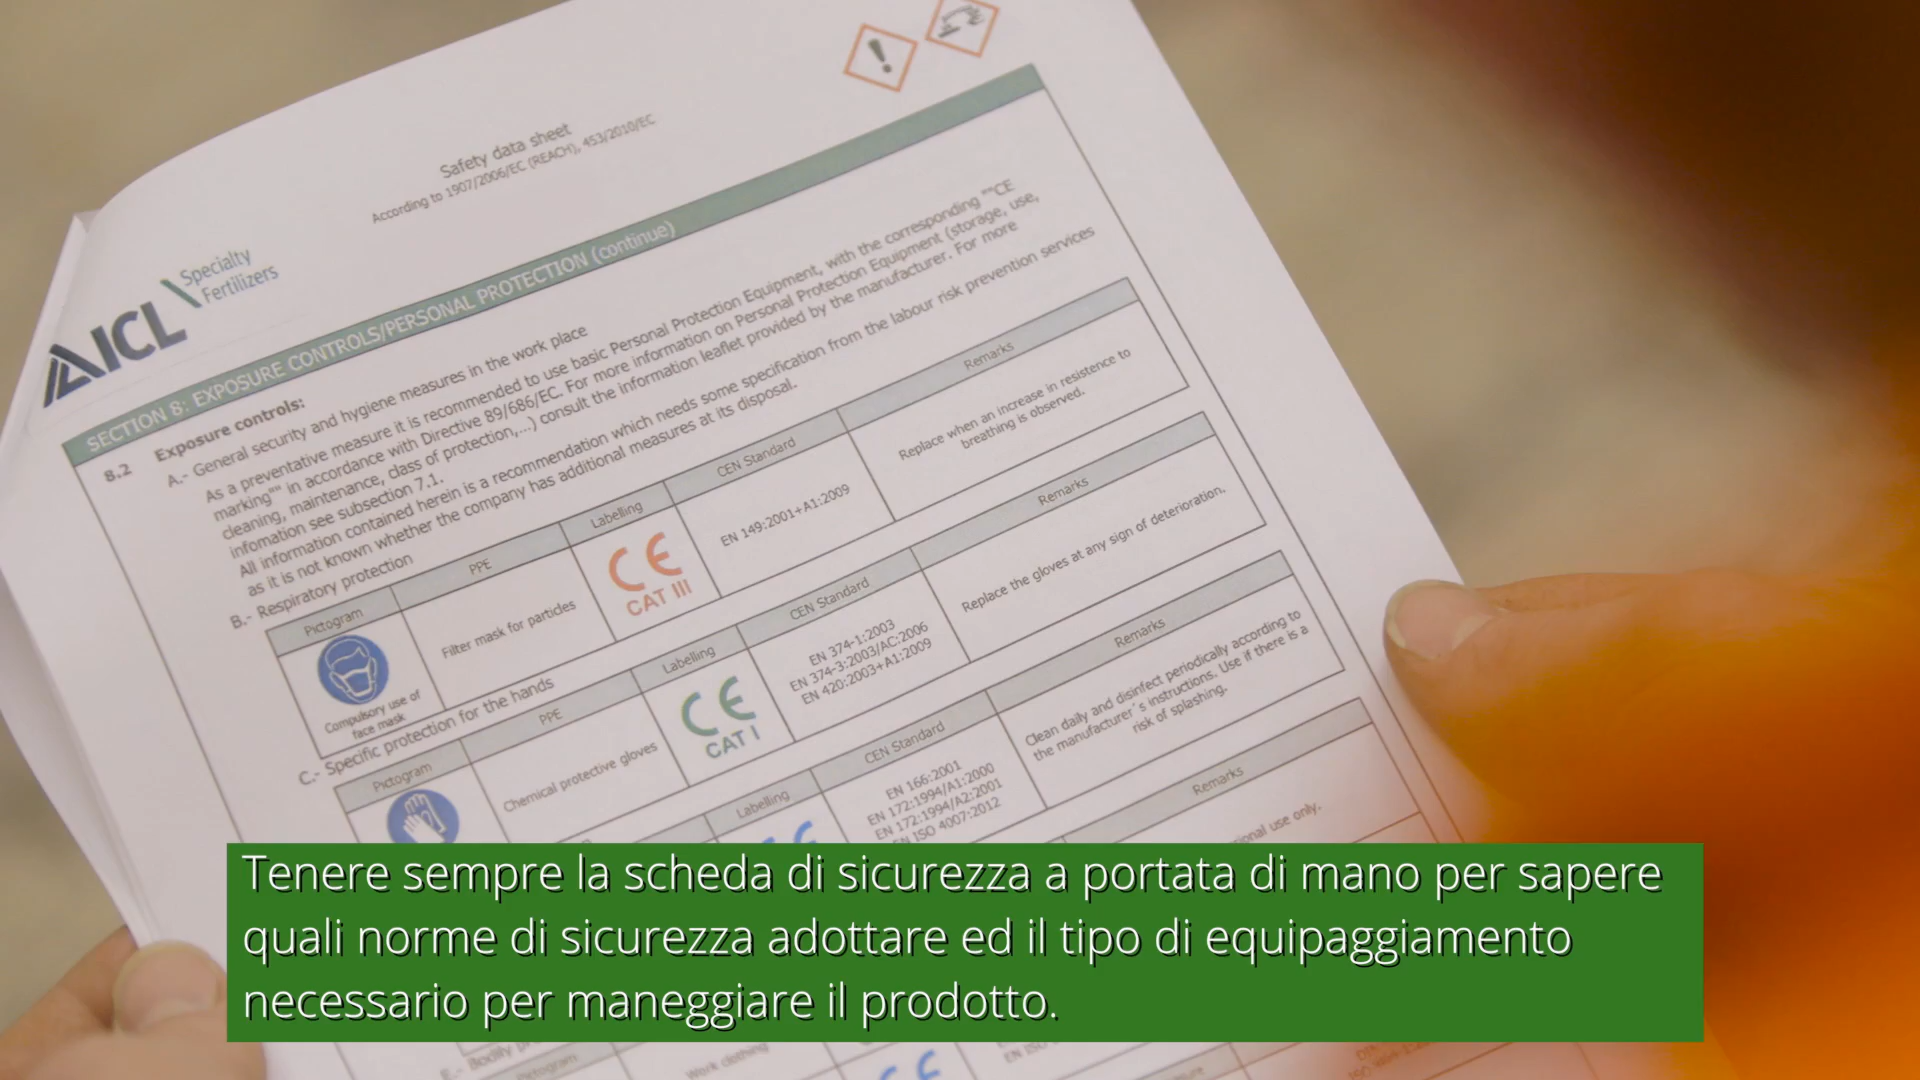 Safety data sheet
According to 1907/2006/EC (REACH), 453/2010/EC
ICL Specialty
Fertilizers
SECTION 8: EXPOSURE CONTROLS/PERSONAL PROTECTION (continue)
8.2 Exposure controls:
A.- General security and hygiene measures in the work place
As a preventative measure it is recommended to use basic Personal Protection Equipment, with the corresponding ""CE
marking"" in accordance with Directive 89/686/EC. For more information on Personal Protection Equipment (storage, use,
cleaning, maintenance, class of protection,...) consult the information leaflet provided by the manufacturer. For more
infomation see subsection 7.1.
All information contained herein is a recommendation which needs some specification from the labour risk prevention services
as it is not known whether the company has additional measures at its disposal.
B.- Respiratory protection
Pictogram PPE Labelling CEN Standard Remarks
Compulsory use of
face mask
Filter mask for particles
CE
CAT III
EN 149:2001+A1:2009
Replace when an increase in resistence to
breathing is observed.
C.- Specific protection for the hands
Pictogram PPE Labelling CEN Standard Remarks
Chemical protective gloves
CE
CAT I
EN 374-1:2003
EN 374-3:2003/AC:2006
EN 420:2003+A1:2009
Replace the gloves at any sign of deterioration.
Labelling CEN Standard Remarks
EN 166:2001
EN 172:1994/A1:2000
EN 172:1994/A2:2001
EN ISO 4007:2012
Clean daily and disinfect periodically according to
the manufacturer´s instructions. Use if there is a
risk of splashing.
Remarks
use only.
Pictogram
Work clothing
Tenere sempre la scheda di sicurezza a portata di mano per sapere
quali norme di sicurezza adottare ed il tipo di equipaggiamento
necessario per maneggiare il prodotto.